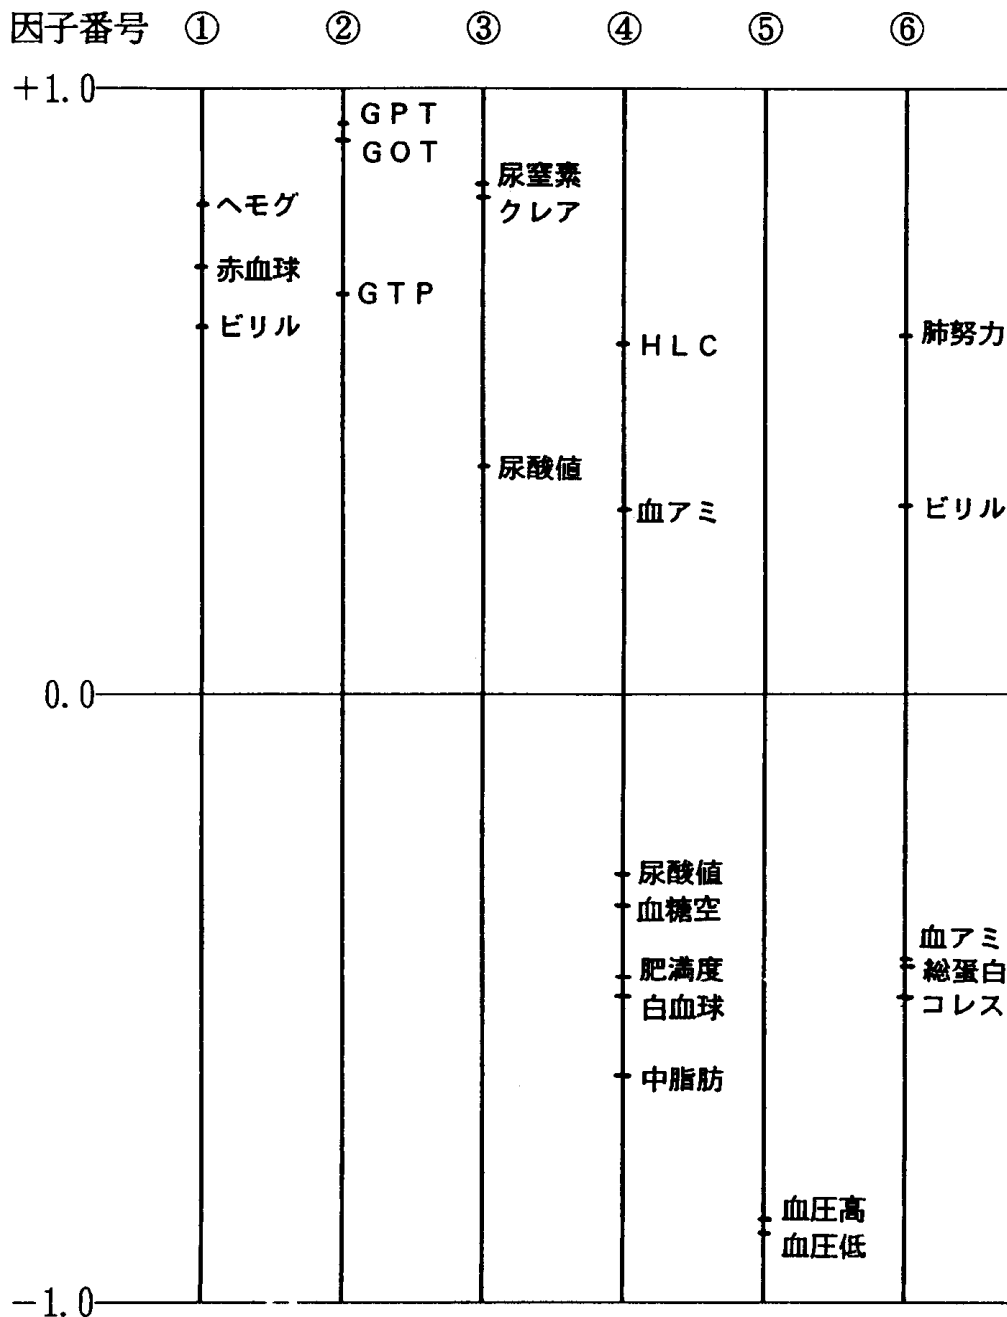 因子番号 ① ② ③ ④ ⑤ ⑥
+1.0
GPT
GOT
尿窒素
ヘモグ
クレア
赤血球
GTP
ビリル
肺努力
HLC
尿酸値
血アミ
ビリル
0.0
尿酸値
血糖空
血アミ
肥満度
総蛋白
白血球
コレス
中脂肪
血圧高
血圧低
-1.0